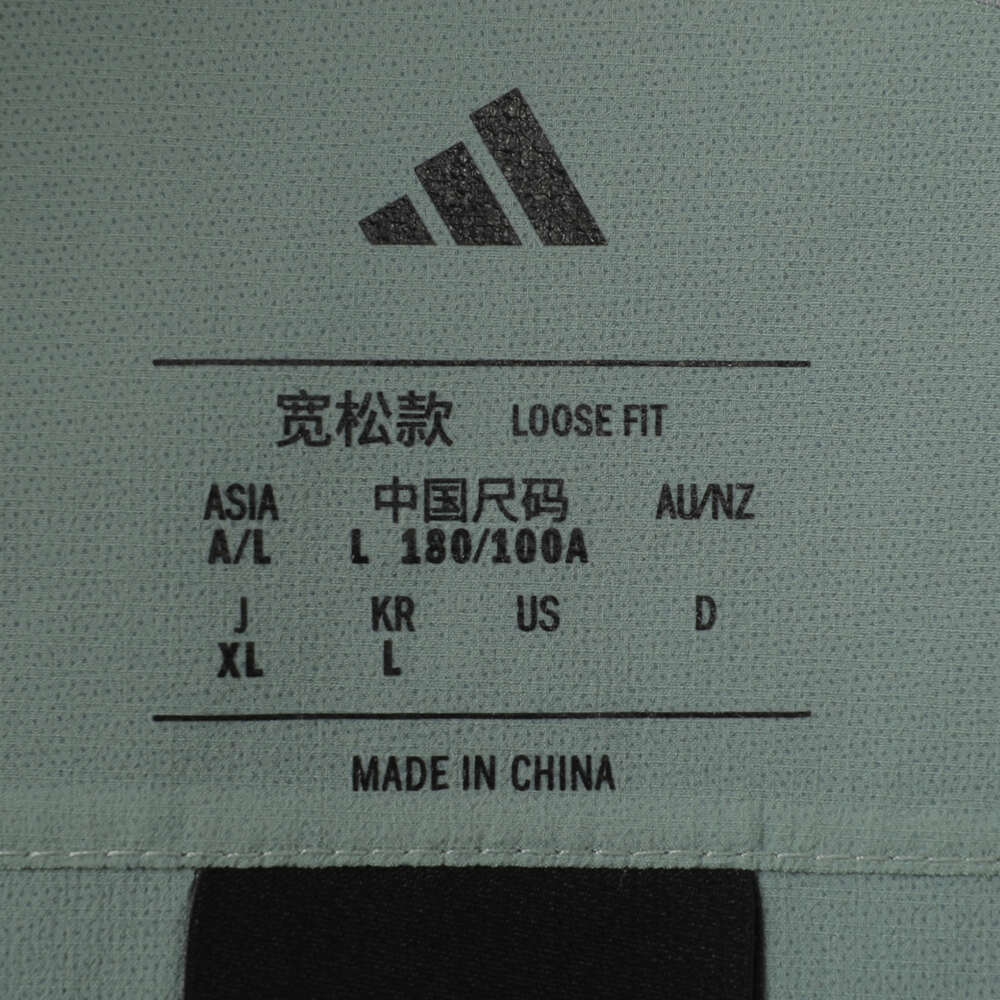 宽松款 LOOSE FIT
ASIA 中国尺码 AU/NZ
A/L L 180/100A
J KR US D
XL L
MADE IN CHINA